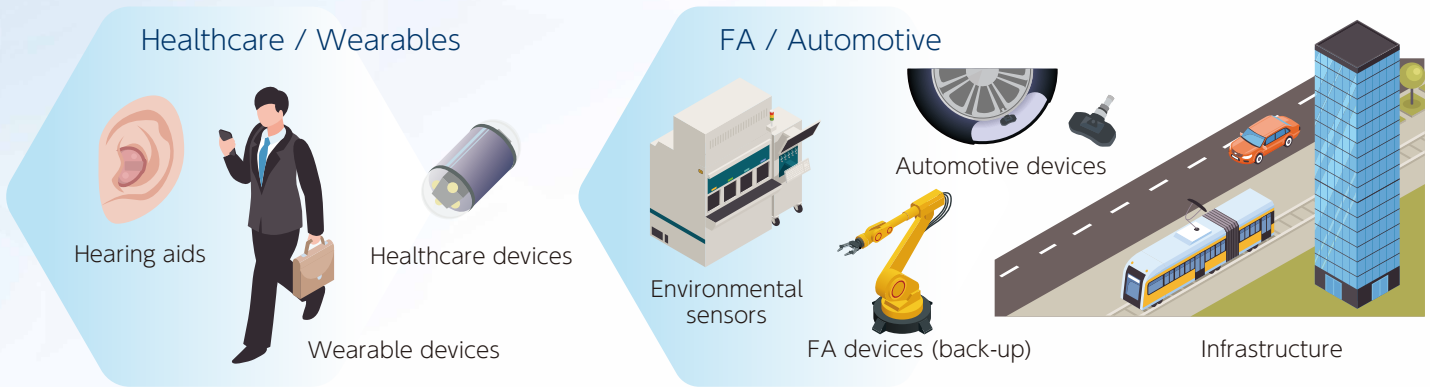 Healthcare / Wearables
Hearing aids
Healthcare devices
Wearable devices
FA / Automotive
Automotive devices
Environmental
sensors
FA devices (back-up)
Infrastructure